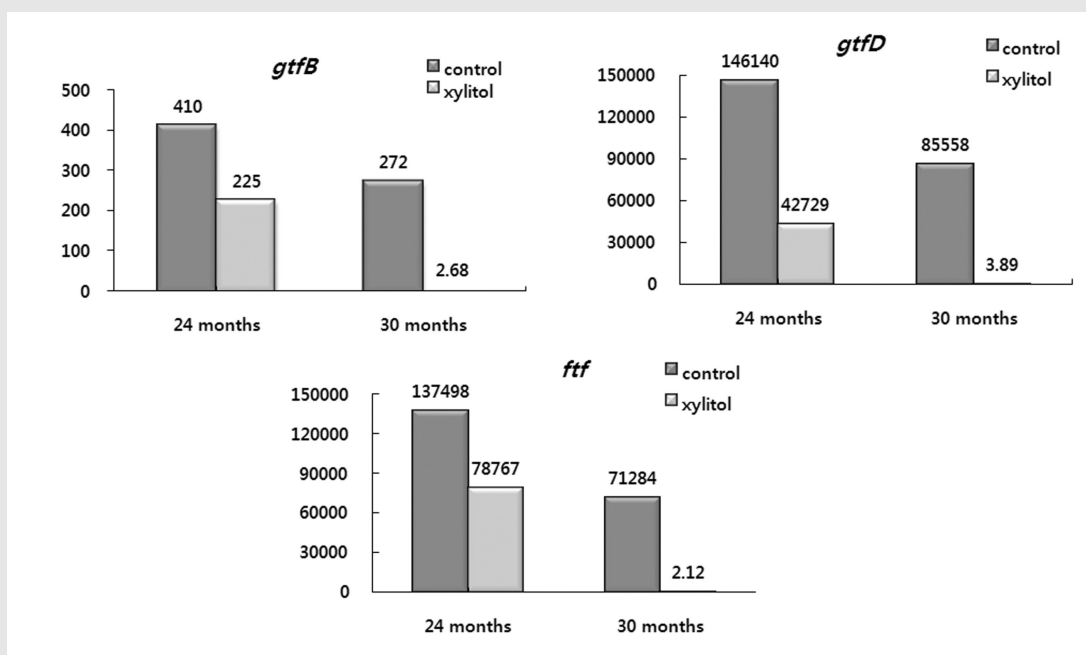 gtfB
control
xylitol
500
400
300
200
100
0
410
225
272
2.68
24 months
30 months
gtfD
control
xylitol
150000
120000
90000
60000
30000
0
146140
42729
85558
3.89
24 months
30 months
ftf
control
xylitol
150000
120000
90000
60000
30000
0
137498
78767
71284
2.12
24 months
30 months